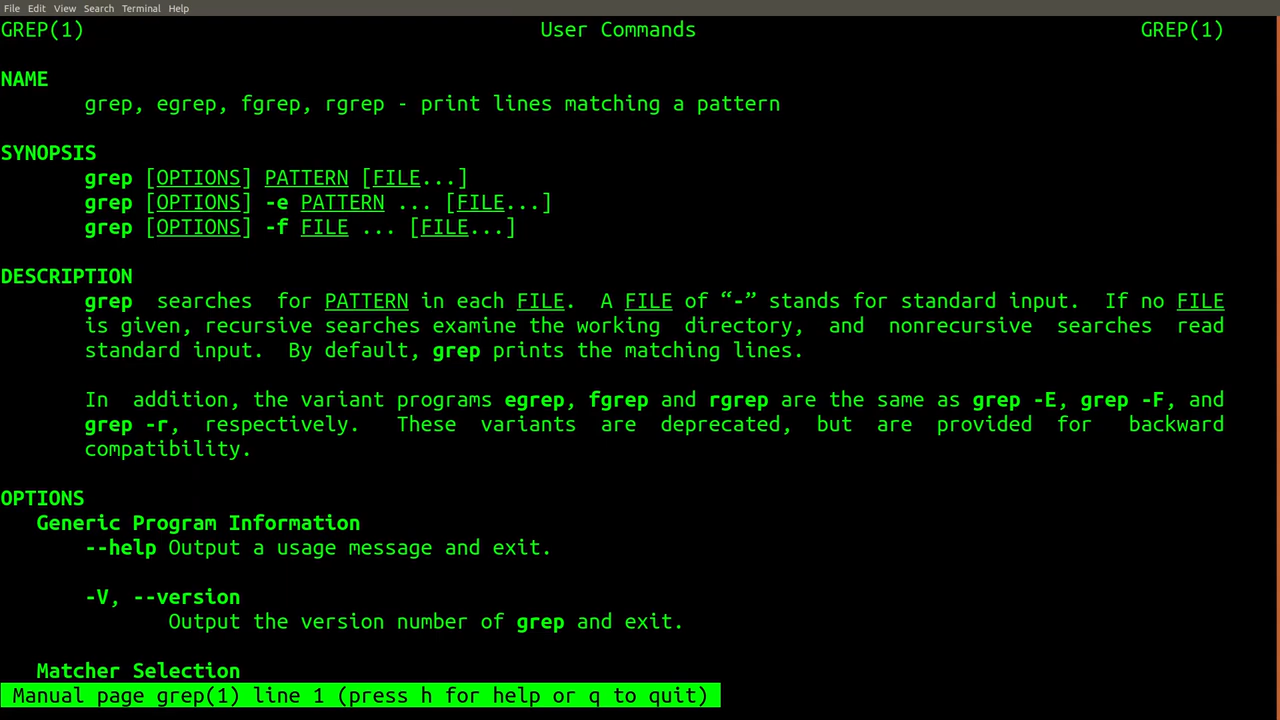 File Edit View Search Terminal Help
GREP(1) User Commands GREP(1)
NAME
grep, egrep, fgrep, rgrep - print lines matching a pattern
SYNOPSIS
grep [OPTIONS] PATTERN [FILE...]
grep [OPTIONS] -e PATTERN ... [FILE...]
grep [OPTIONS] -f FILE ... [FILE...]
DESCRIPTION
grep searches for PATTERN in each FILE. A FILE of “-” stands for standard input. If no FILE
is given, recursive searches examine the working directory, and nonrecursive searches read
standard input. By default, grep prints the matching lines.
In addition, the variant programs egrep, fgrep and rgrep are the same as grep -E, grep -F, and
grep -r, respectively. These variants are deprecated, but are provided for backward
compatibility.
OPTIONS
Generic Program Information
--help Output a usage message and exit.
-V, --version
Output the version number of grep and exit.
Matcher Selection
Manual page grep(1) line 1 (press h for help or q to quit)